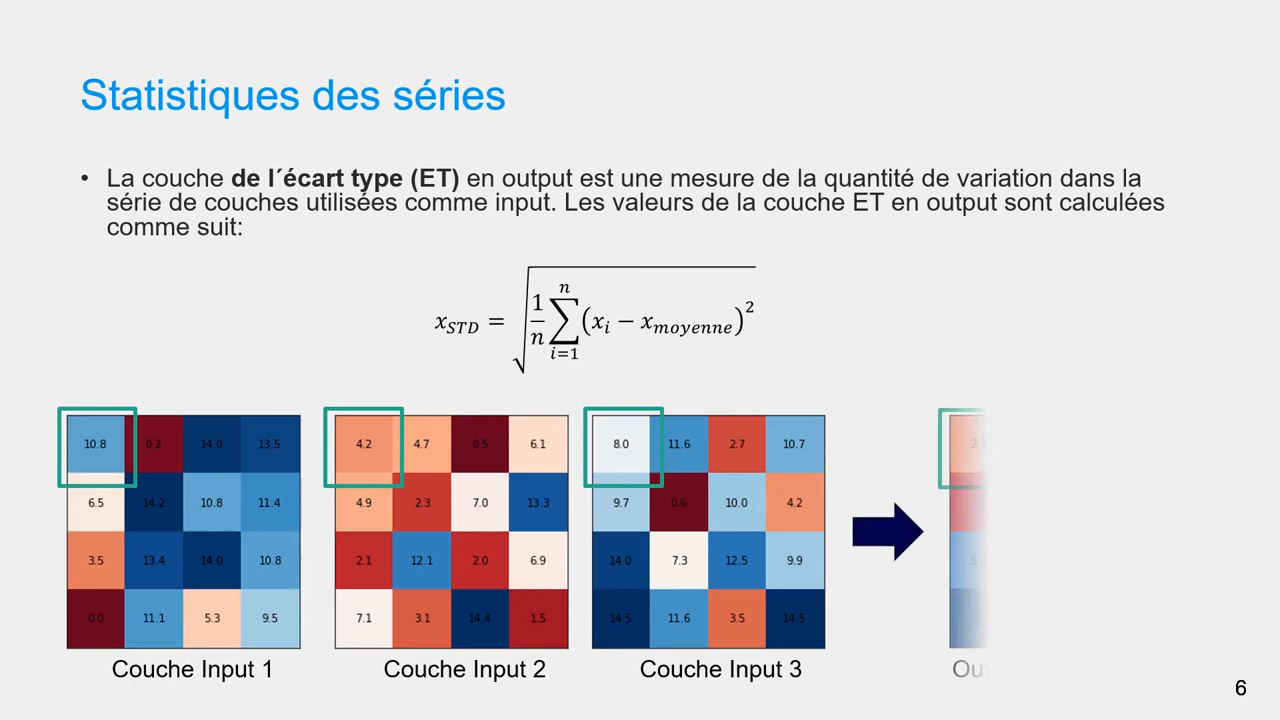 Statistiques des séries
• La couche de l´écart type (ET) en output est une mesure de la quantité de variation dans la
série de couches utilisées comme input. Les valeurs de la couche ET en output sont calculées
comme suit:
x_STD = √(1/n ∑_{i=1}^{n} (x_i − x_moyenne)^2)
10.8 0.2 14.0 13.5
6.5 14.2 10.8 11.4
3.5 13.4 14.0 10.8
0.0 11.1 5.3 9.5
Couche Input 1
4.2 4.7 0.5 6.1
4.9 2.3 7.0 13.3
2.1 12.1 2.0 6.9
7.1 3.1 14.4 1.5
Couche Input 2
8.0 11.6 2.7 10.7
9.7 0.6 10.0 4.2
14.0 7.3 12.5 9.9
14.5 11.6 3.5 14.5
Couche Input 3
6